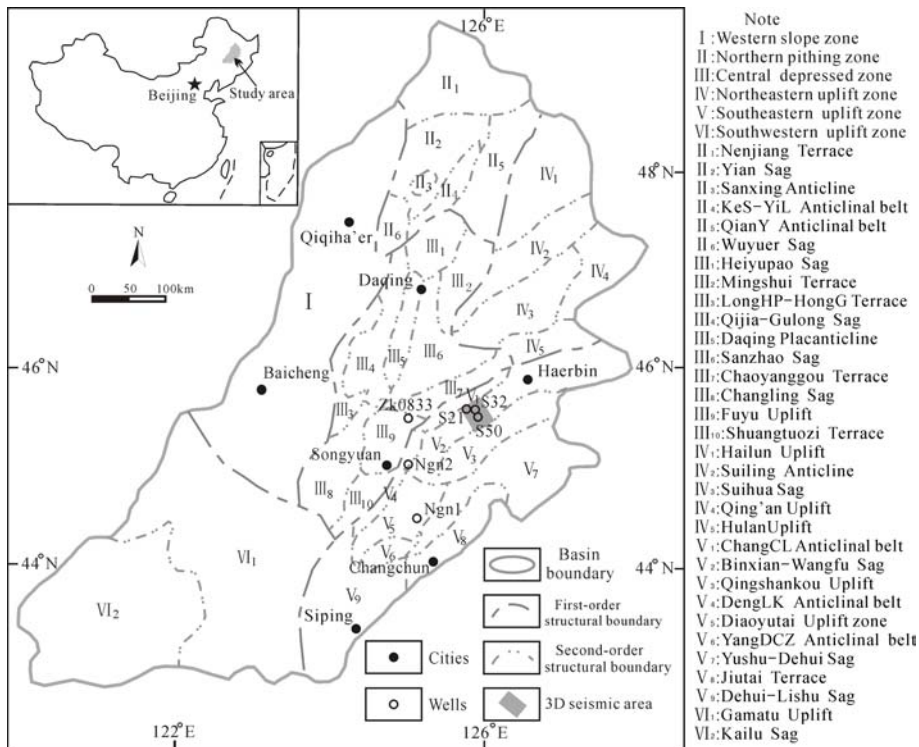 126°E
Beijing
Study area
N
0 50 100km
Ⅱ₁
Ⅱ₂
Ⅱ₃
Ⅱ₄
Ⅱ₅
Ⅳ₁
48°N
Qiqiha'er
Ⅱ₆
Ⅲ₁
Ⅳ₂
Ⅳ₄
Daqing
Ⅲ₂
Ⅰ
Ⅳ₃
Ⅲ₄
Ⅲ₅
Ⅲ₆
Ⅳ₅
46°N
46°N
Baicheng
Haerbin
Ⅲ₇
Zk0833
V₁
S32
Ⅲ₃
S21
S50
Ⅲ₉
V₂
V₃
Songyuan
Ngn2
V₇
Ⅲ₈
Ⅲ₁₀
V₄
Ngn1
V₅
V₈
V₆
44°N
44°N
Changchun
Ⅵ₁
Ⅵ₂
V₉
Siping
Basin
boundary
First-order
structural boundary
Cities
Second-order
structural boundary
Wells
3D seismic area
122°E
126°E
Note
Ⅰ:Western slope zone
Ⅱ:Northern pithing zone
Ⅲ:Central depressed zone
Ⅳ:Northeastern uplift zone
Ⅴ:Southeastern uplift zone
Ⅵ:Southwestern uplift zone
Ⅱ₁:Nenjiang Terrace
Ⅱ₂:Yian Sag
Ⅱ₃:Sanxing Anticline
Ⅱ₄:KeS-YiL Anticlinal belt
Ⅱ₅:QianY Anticlinal belt
Ⅱ₆:Wuyuer Sag
Ⅲ₁:Heiyupao Sag
Ⅲ₂:Mingshui Terrace
Ⅲ₃:LongHP-HongG Terrace
Ⅲ₄:Qijia-Gulong Sag
Ⅲ₅:Daqing Placanticline
Ⅲ₆:Sanzhao Sag
Ⅲ₇:Chaoyanggou Terrace
Ⅲ₈:Changling Sag
Ⅲ₉:Fuyu Uplift
Ⅲ₁₀:Shuangtuozi Terrace
Ⅳ₁:Hailun Uplift
Ⅳ₂:Suiling Anticline
Ⅳ₃:Suihua Sag
Ⅳ₄:Qing'an Uplift
Ⅳ₅:HulanUplift
Ⅴ₁:ChangCL Anticlinal belt
Ⅴ₂:Binxian-Wangfu Sag
Ⅴ₃:Qingshankou Uplift
Ⅴ₄:DengLK Anticlinal belt
Ⅴ₅:Diaoyutai Uplift zone
Ⅴ₆:YangDCZ Anticlinal belt
Ⅴ₇:Yushu-Dehui Sag
Ⅴ₈:Jiutai Terrace
Ⅴ₉:Dehui-Lishu Sag
Ⅵ₁:Gamatu Uplift
Ⅵ₂:Kailu Sag